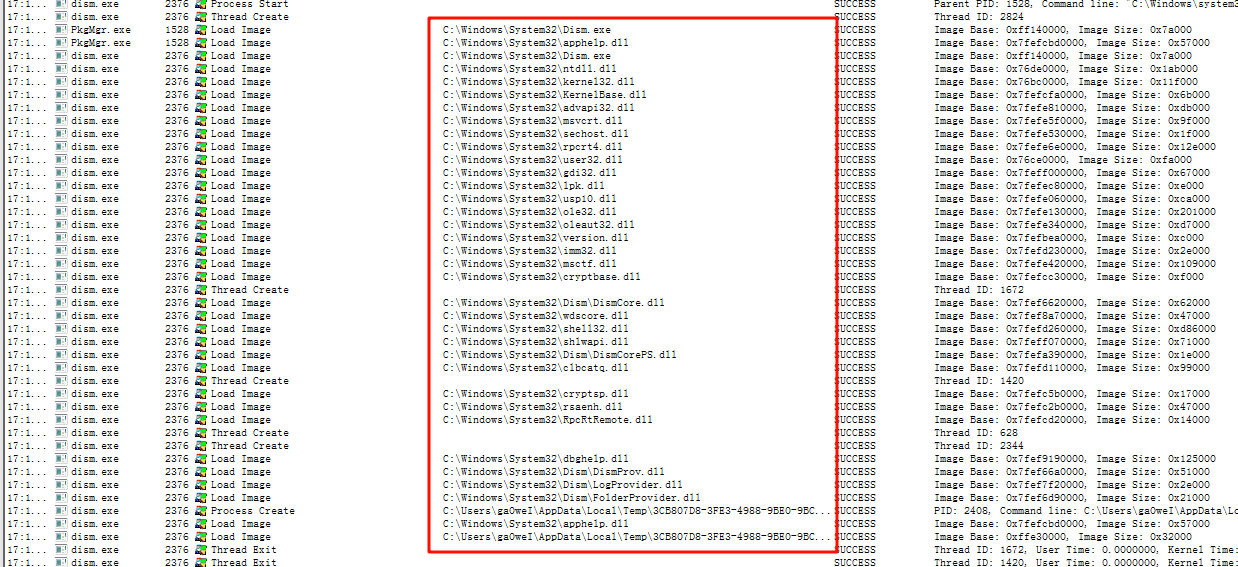 17:1... dism.exe 2376 Process Start SUCCESS Parent PID: 1528, Command line: "C:\Windows\system3
17:1... dism.exe 2376 Thread Create SUCCESS Thread ID: 2824
17:1... PkgMgr.exe 1528 Load Image C:\Windows\System32\Dism.exe SUCCESS Image Base: 0xff140000, Image Size: 0x7a000
17:1... PkgMgr.exe 1528 Load Image C:\Windows\System32\apphelp.dll SUCCESS Image Base: 0x7fefcbd0000, Image Size: 0x57000
17:1... dism.exe 2376 Load Image C:\Windows\System32\Dism.exe SUCCESS Image Base: 0xff140000, Image Size: 0x7a000
17:1... dism.exe 2376 Load Image C:\Windows\System32\ntdll.dll SUCCESS Image Base: 0x76de0000, Image Size: 0x1ab000
17:1... dism.exe 2376 Load Image C:\Windows\System32\kernel32.dll SUCCESS Image Base: 0x76bc0000, Image Size: 0x11f000
17:1... dism.exe 2376 Load Image C:\Windows\System32\KernelBase.dll SUCCESS Image Base: 0x7fefcfa0000, Image Size: 0x6b000
17:1... dism.exe 2376 Load Image C:\Windows\System32\advapi32.dll SUCCESS Image Base: 0x7fefe810000, Image Size: 0xdb000
17:1... dism.exe 2376 Load Image C:\Windows\System32\msvcrt.dll SUCCESS Image Base: 0x7fefe5f0000, Image Size: 0x9f000
17:1... dism.exe 2376 Load Image C:\Windows\System32\sechost.dll SUCCESS Image Base: 0x7fefe530000, Image Size: 0x1f000
17:1... dism.exe 2376 Load Image C:\Windows\System32\rpcrt4.dll SUCCESS Image Base: 0x7fefe6e0000, Image Size: 0x12e000
17:1... dism.exe 2376 Load Image C:\Windows\System32\user32.dll SUCCESS Image Base: 0x76ce0000, Image Size: 0xfa000
17:1... dism.exe 2376 Load Image C:\Windows\System32\gdi32.dll SUCCESS Image Base: 0x7feff000000, Image Size: 0x67000
17:1... dism.exe 2376 Load Image C:\Windows\System32\lpk.dll SUCCESS Image Base: 0x7fefec80000, Image Size: 0xe000
17:1... dism.exe 2376 Load Image C:\Windows\System32\usp10.dll SUCCESS Image Base: 0x7fefe060000, Image Size: 0xca000
17:1... dism.exe 2376 Load Image C:\Windows\System32\ole32.dll SUCCESS Image Base: 0x7fefe130000, Image Size: 0x201000
17:1... dism.exe 2376 Load Image C:\Windows\System32\oleaut32.dll SUCCESS Image Base: 0x7fefe340000, Image Size: 0xd7000
17:1... dism.exe 2376 Load Image C:\Windows\System32\version.dll SUCCESS Image Base: 0x7fefbea0000, Image Size: 0xc000
17:1... dism.exe 2376 Load Image C:\Windows\System32\imm32.dll SUCCESS Image Base: 0x7fefd230000, Image Size: 0x2e000
17:1... dism.exe 2376 Load Image C:\Windows\System32\msctf.dll SUCCESS Image Base: 0x7fefe420000, Image Size: 0x109000
17:1... dism.exe 2376 Load Image C:\Windows\System32\cryptbase.dll SUCCESS Image Base: 0x7fefcc30000, Image Size: 0xf000
17:1... dism.exe 2376 Thread Create SUCCESS Thread ID: 1672
17:1... dism.exe 2376 Load Image C:\Windows\System32\Dism\DismCore.dll SUCCESS Image Base: 0x7fef6620000, Image Size: 0x62000
17:1... dism.exe 2376 Load Image C:\Windows\System32\wdscore.dll SUCCESS Image Base: 0x7fef8a70000, Image Size: 0x47000
17:1... dism.exe 2376 Load Image C:\Windows\System32\shell32.dll SUCCESS Image Base: 0x7fefd260000, Image Size: 0xd86000
17:1... dism.exe 2376 Load Image C:\Windows\System32\shlwapi.dll SUCCESS Image Base: 0x7feff070000, Image Size: 0x71000
17:1... dism.exe 2376 Load Image C:\Windows\System32\Dism\DismCorePS.dll SUCCESS Image Base: 0x7fefa390000, Image Size: 0x1e000
17:1... dism.exe 2376 Load Image C:\Windows\System32\clbcatq.dll SUCCESS Image Base: 0x7fefd110000, Image Size: 0x99000
17:1... dism.exe 2376 Thread Create SUCCESS Thread ID: 1420
17:1... dism.exe 2376 Load Image C:\Windows\System32\cryptsp.dll SUCCESS Image Base: 0x7fefc5b0000, Image Size: 0x17000
17:1... dism.exe 2376 Load Image C:\Windows\System32\rsaenh.dll SUCCESS Image Base: 0x7fefc2b0000, Image Size: 0x47000
17:1... dism.exe 2376 Load Image C:\Windows\System32\RpcRtRemote.dll SUCCESS Image Base: 0x7fefcd20000, Image Size: 0x14000
17:1... dism.exe 2376 Thread Create SUCCESS Thread ID: 628
17:1... dism.exe 2376 Thread Create SUCCESS Thread ID: 2344
17:1... dism.exe 2376 Load Image C:\Windows\System32\dbghelp.dll SUCCESS Image Base: 0x7fef9190000, Image Size: 0x125000
17:1... dism.exe 2376 Load Image C:\Windows\System32\Dism\DismProv.dll SUCCESS Image Base: 0x7fef66a0000, Image Size: 0x51000
17:1... dism.exe 2376 Load Image C:\Windows\System32\Dism\LogProvider.dll SUCCESS Image Base: 0x7fef7f20000, Image Size: 0x2e000
17:1... dism.exe 2376 Load Image C:\Windows\System32\Dism\FolderProvider.dll SUCCESS Image Base: 0x7fef6d90000, Image Size: 0x21000
17:1... dism.exe 2376 Process Create C:\Users\ga0weI\AppData\Local\Temp\3CB807D8-3FE3-4988-9BE0-9BC... SUCCESS PID: 2408, Command line: C:\Users\ga0weI\AppData\Lo
17:1... dism.exe 2376 Load Image C:\Windows\System32\apphelp.dll SUCCESS Image Base: 0x7fefcbd0000, Image Size: 0x57000
17:1... dism.exe 2376 Load Image C:\Users\ga0weI\AppData\Local\Temp\3CB807D8-3FE3-4988-9BE0-9BC... SUCCESS Image Base: 0xffe30000, Image Size: 0x32000
17:1... dism.exe 2376 Thread Exit SUCCESS Thread ID: 1672, User Time: 0.0000000, Kernel Time:
17:1... dism.exe 2376 Thread Exit SUCCESS Thread ID: 1420, User Time: 0.0000000, Kernel Time: